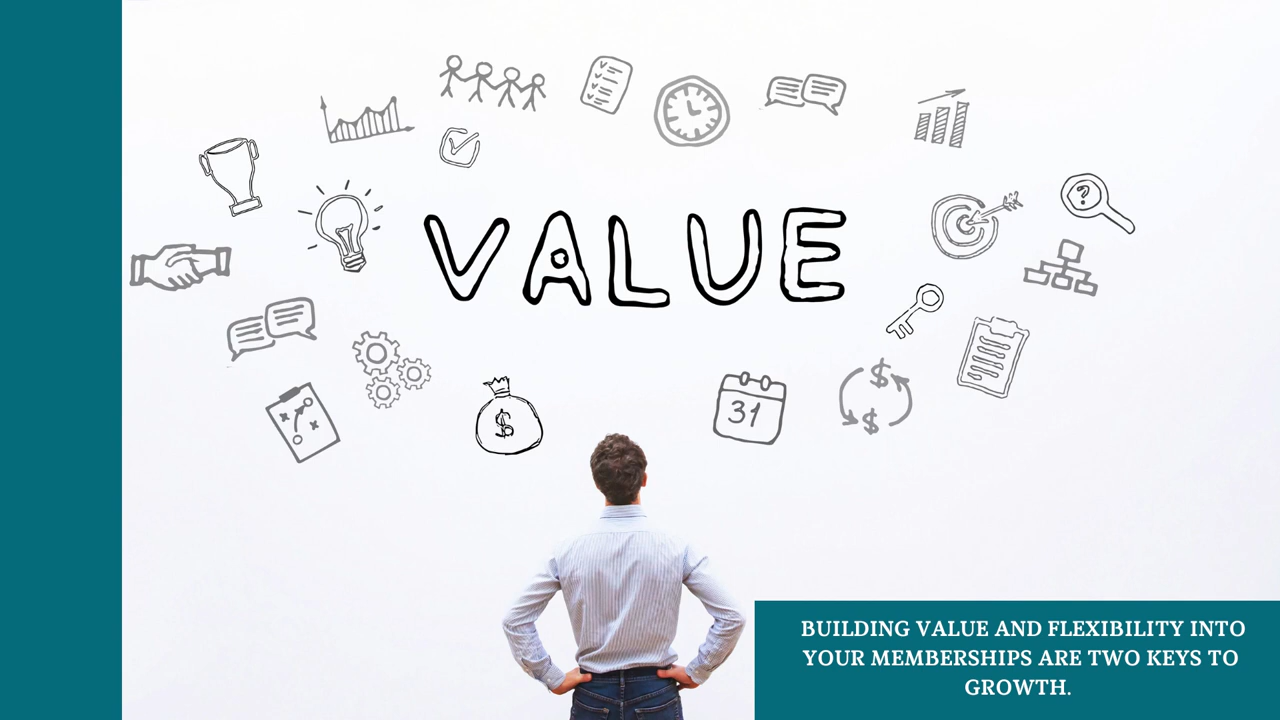 VALUE
?
31
$
$
$
BUILDING VALUE AND FLEXIBILITY INTO
YOUR MEMBERSHIPS ARE TWO KEYS TO
GROWTH.